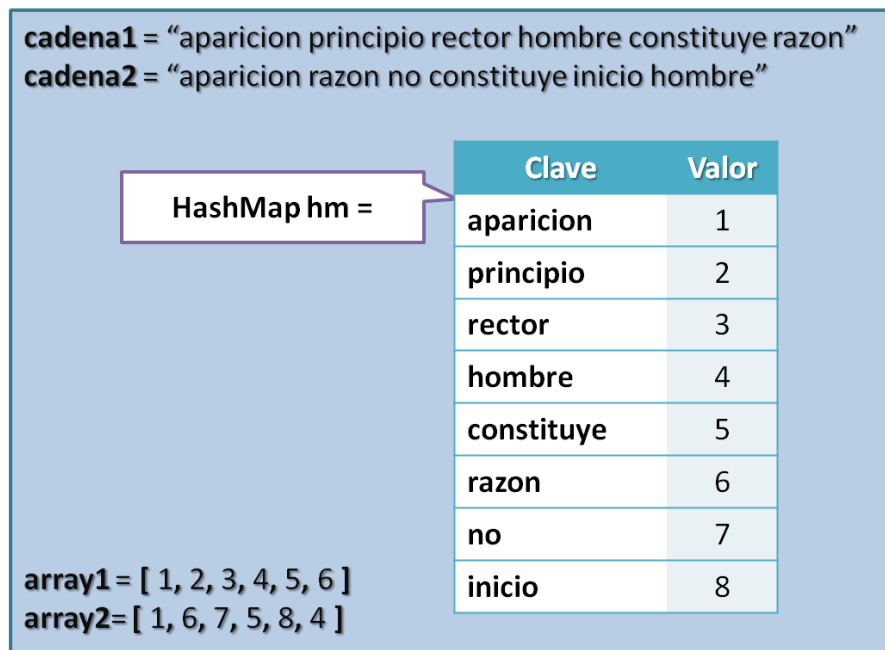 cadena1 = “aparicion principio rector hombre constituye razon”
cadena2 = “aparicion razon no constituye inicio hombre”
HashMap hm =
Clave Valor
aparicion 1
principio 2
rector 3
hombre 4
constituye 5
razon 6
no 7
inicio 8
array1 = [ 1, 2, 3, 4, 5, 6 ]
array2= [ 1, 6, 7, 5, 8, 4 ]